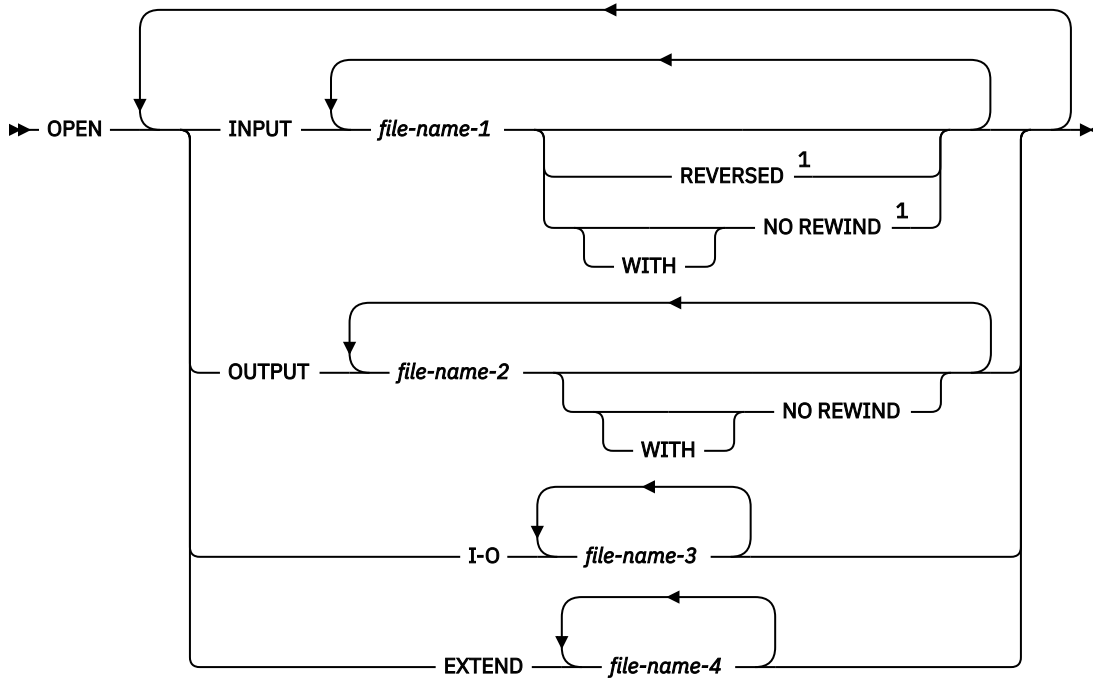 OPEN INPUT file-name-1
REVERSED 1
NO REWIND 1
WITH
OUTPUT file-name-2
NO REWIND
WITH
I-O file-name-3
EXTEND file-name-4